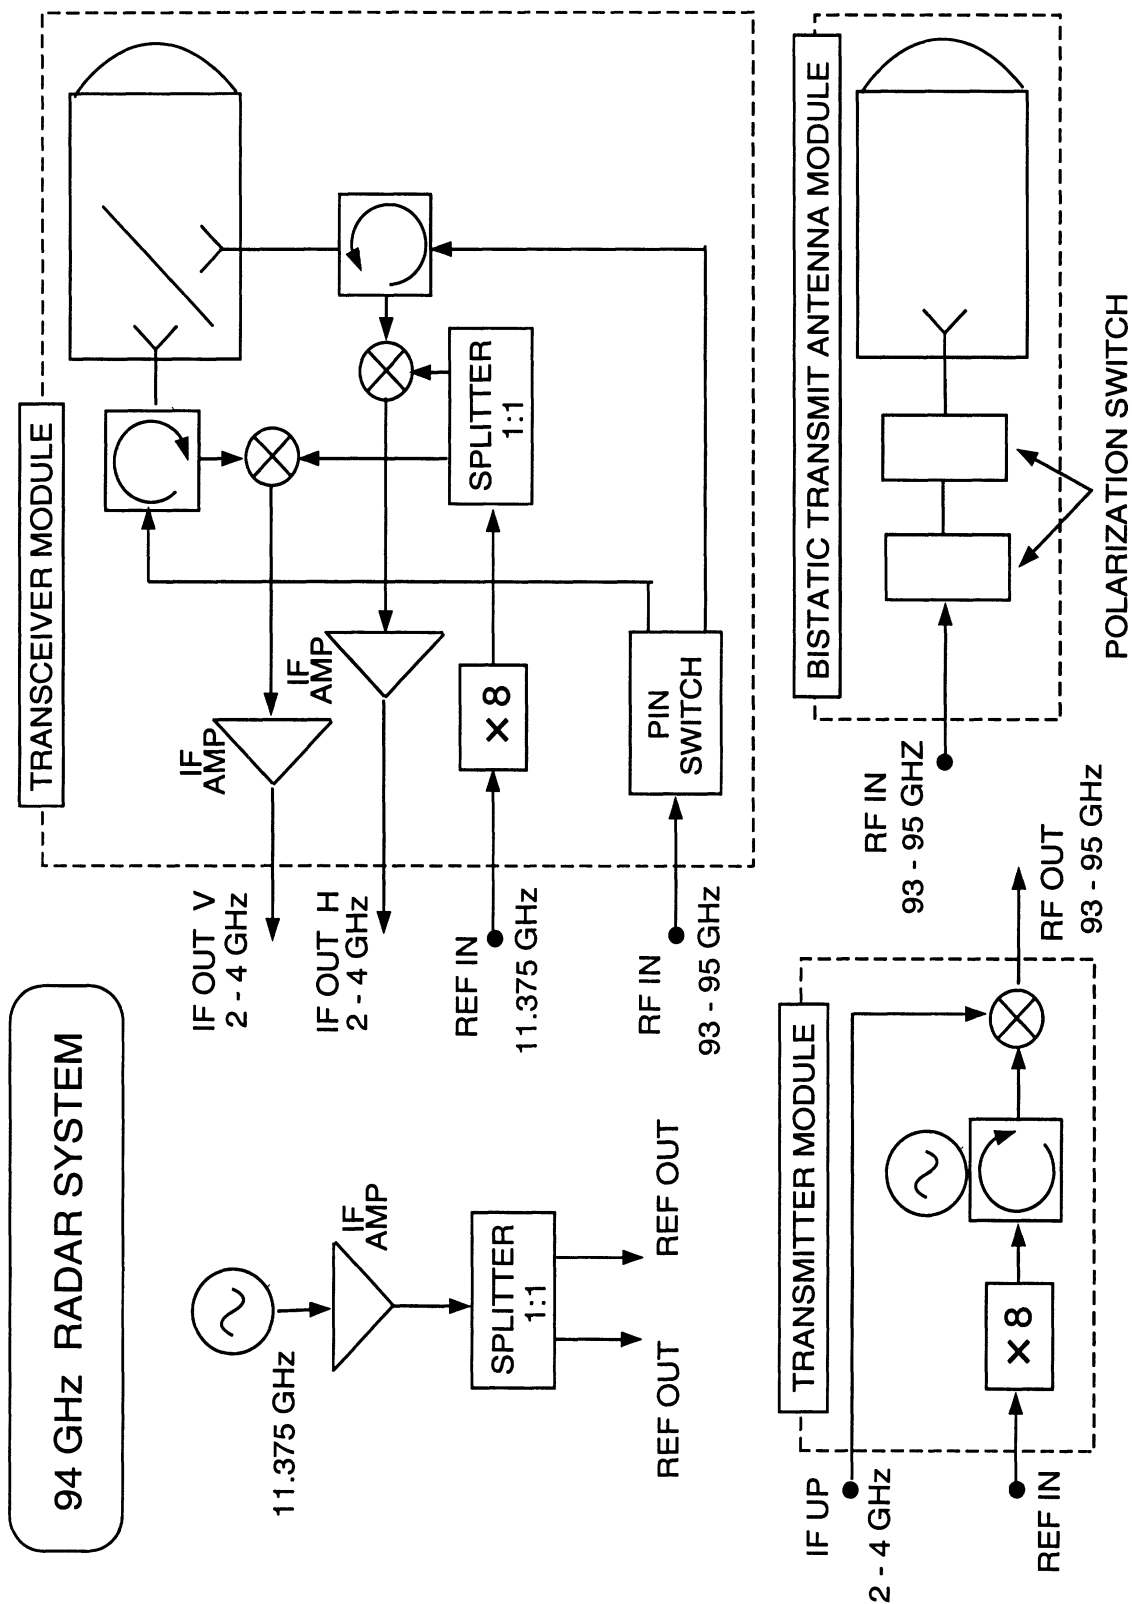 94 GHz RADAR SYSTEM
11.375 GHz
IF
AMP
SPLITTER
1:1
REF OUT
REF OUT
TRANSCEIVER MODULE
IF OUT V
2 - 4 GHz
IF OUT H
2 - 4 GHz
REF IN
11.375 GHz
RF IN
93 - 95 GHz
IF
AMP
IF
AMP
× 8
SPLITTER
1:1
PIN
SWITCH
TRANSMITTER MODULE
IF UP
2 - 4 GHz
REF IN
× 8
RF OUT
93 - 95 GHz
BISTATIC TRANSMIT ANTENNA MODULE
RF IN
93 - 95 GHZ
POLARIZATION SWITCH